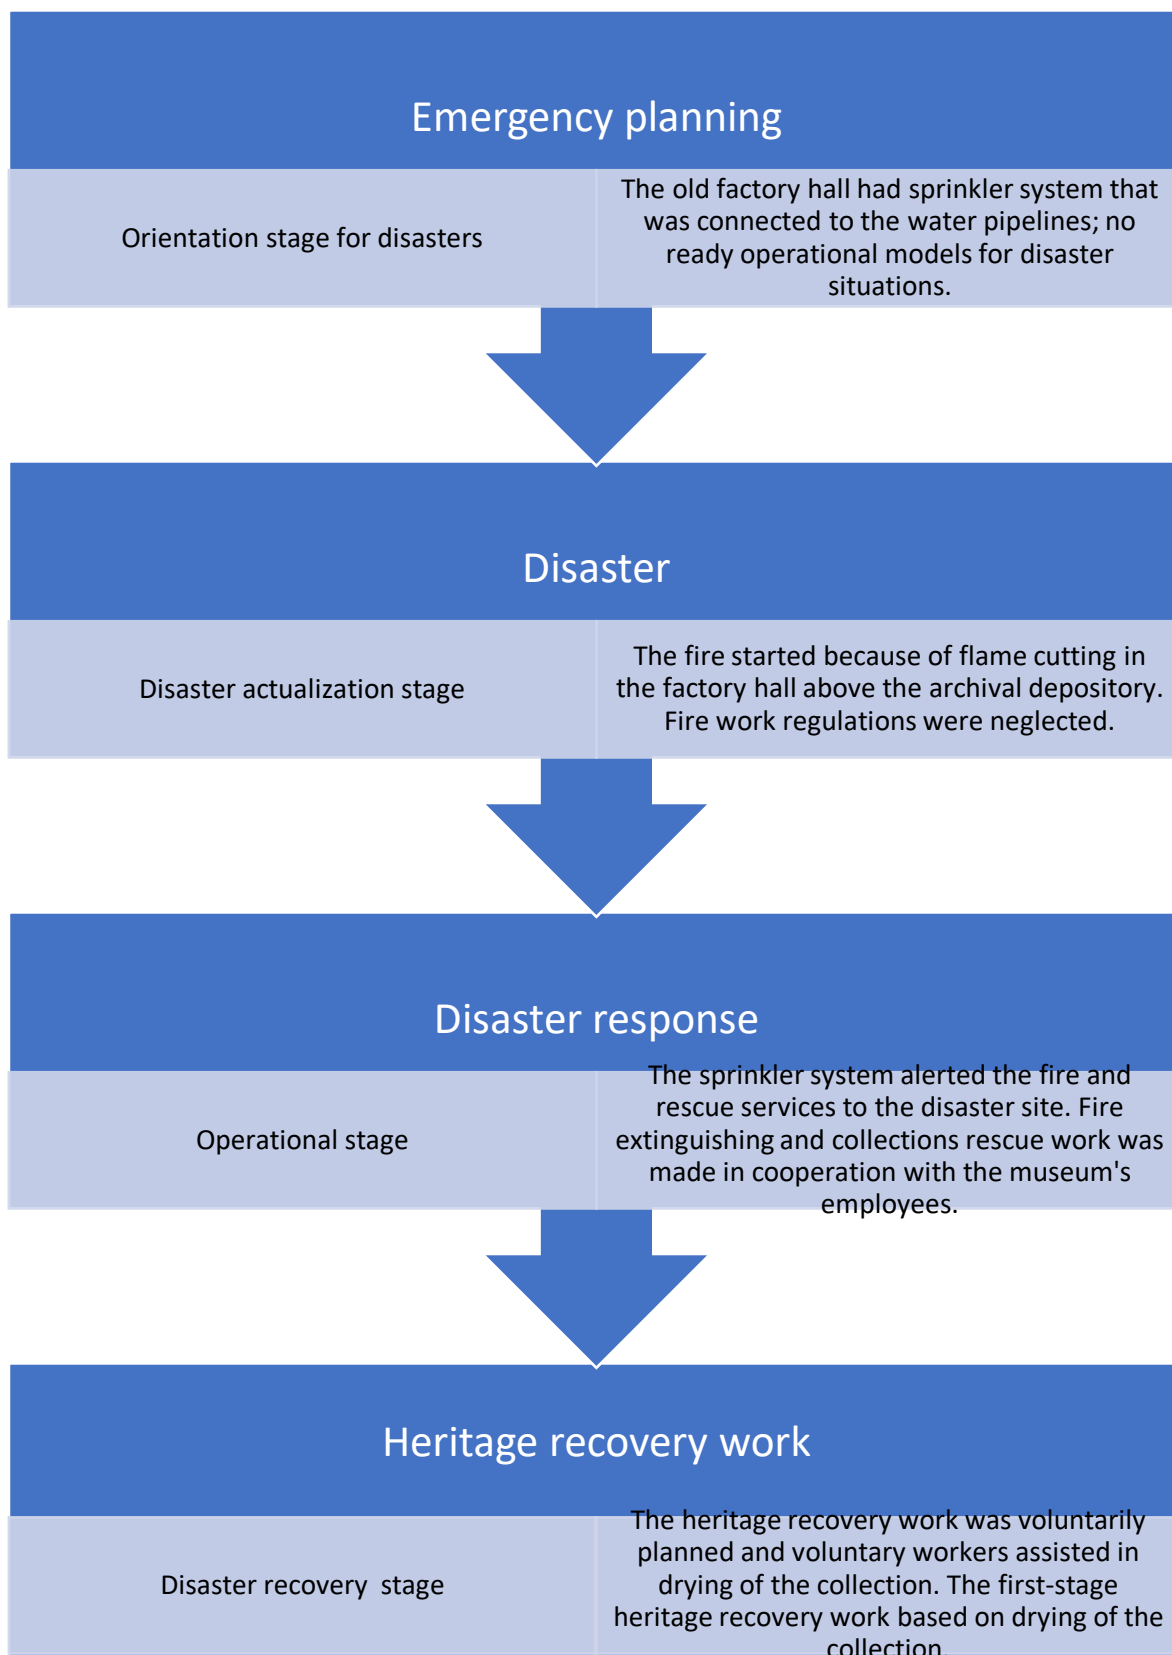 Emergency planning
Orientation stage for disasters
The old factory hall had sprinkler system that
was connected to the water pipelines; no
ready operational models for disaster
situations.
Disaster
Disaster actualization stage
The fire started because of flame cutting in
the factory hall above the archival depository.
Fire work regulations were neglected.
Disaster response
Operational stage
The sprinkler system alerted the fire and
rescue services to the disaster site. Fire
extinguishing and collections rescue work was
made in cooperation with the museum's
employees.
Heritage recovery work
Disaster recovery  stage
The heritage recovery work was voluntarily
planned and voluntary workers assisted in
drying of the collection. The first-stage
heritage recovery work based on drying of the
collection.